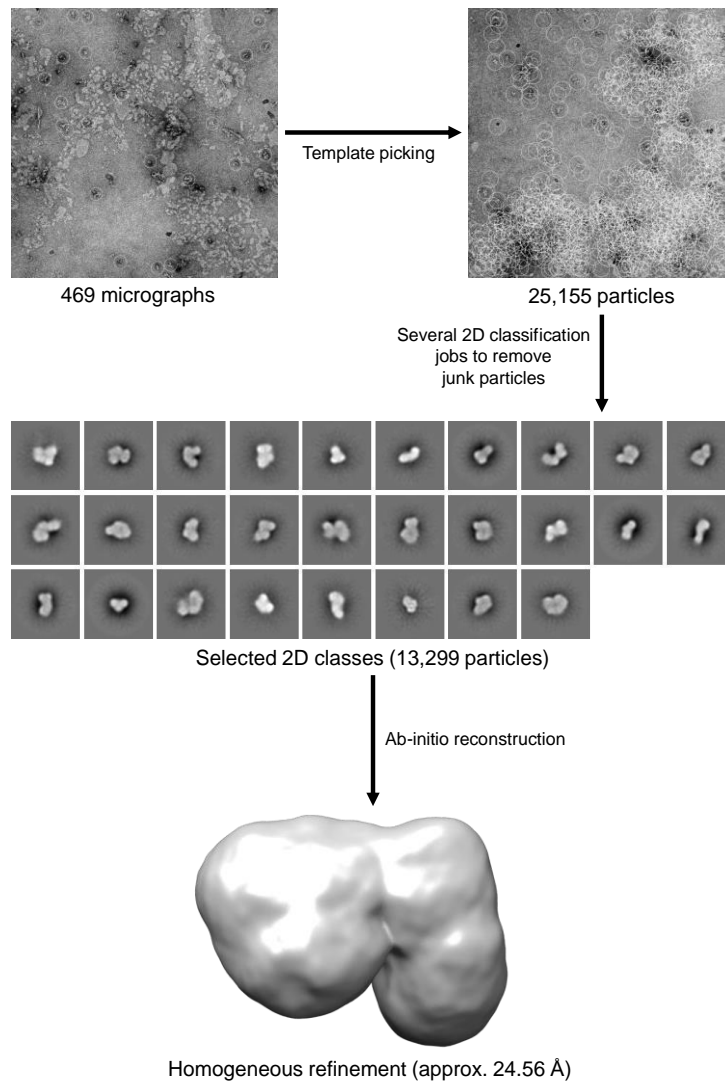 Template picking
469 micrographs
25,155 particles
Several 2D classification
jobs to remove
junk particles
Selected 2D classes (13,299 particles)
Ab-initio reconstruction
Homogeneous refinement (approx. 24.56 Å)